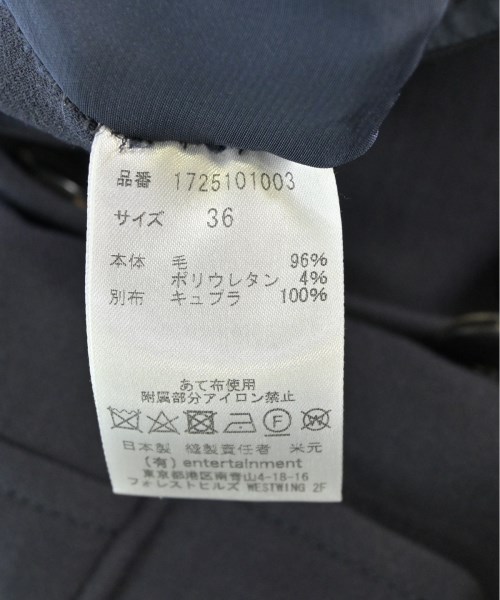 品番 1725101003
サイズ 36
本体 毛 96%
ポリウレタン 4%
別布 キュプラ 100%
あて布使用
附属部分アイロン禁止
F W
日本製 縫製責任者 米元
(有) entertainment
東京都港区南青山4-18-16
フォレストヒルズ WESTWING 2F